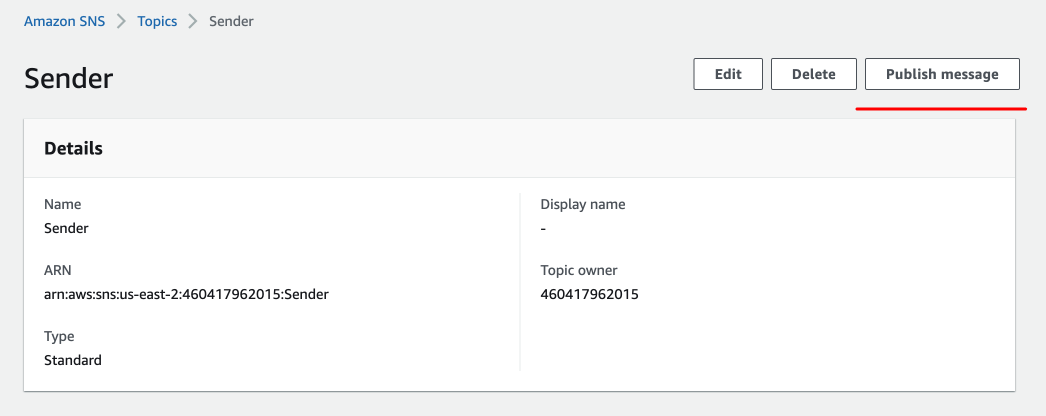 Amazon SNS > Topics > Sender
Sender
Edit
Delete
Publish message
Details
Name
Sender
ARN
arn:aws:sns:us-east-2:460417962015:Sender
Type
Standard
Display name
-
Topic owner
460417962015